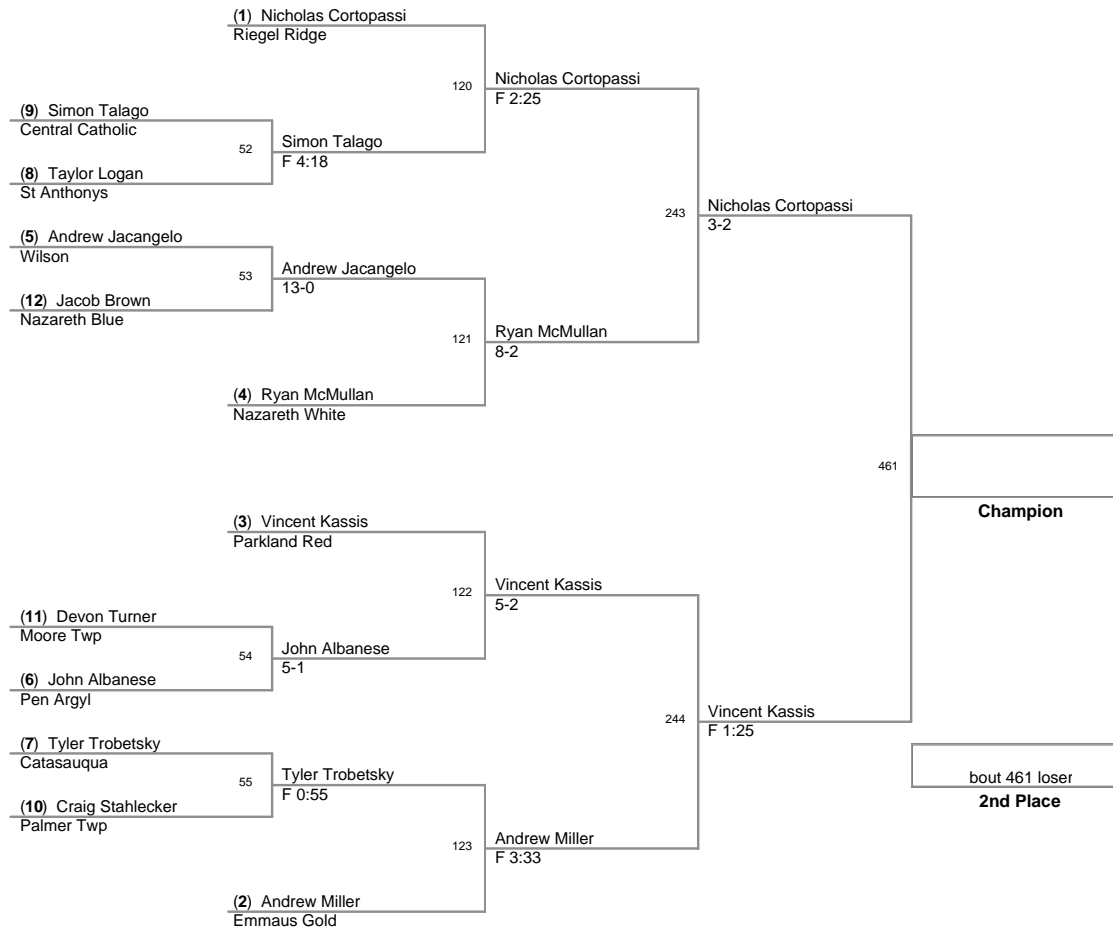 (1) Nicholas Cortopassi
Riegel Ridge
120
Nicholas Cortopassi
F 2:25
(9) Simon Talago
Central Catholic
52
Simon Talago
F 4:18
(8) Taylor Logan
St Anthonys
243
Nicholas Cortopassi
3-2
(5) Andrew Jacangelo
Wilson
53
Andrew Jacangelo
13-0
(12) Jacob Brown
Nazareth Blue
121
Ryan McMullan
8-2
(4) Ryan McMullan
Nazareth White
461
Champion
(3) Vincent Kassis
Parkland Red
122
Vincent Kassis
5-2
(11) Devon Turner
Moore Twp
54
John Albanese
5-1
(6) John Albanese
Pen Argyl
244
Vincent Kassis
F 1:25
(7) Tyler Trobetsky
Catasauqua
55
Tyler Trobetsky
F 0:55
(10) Craig Stahlecker
Palmer Twp
bout 461 loser
2nd Place
123
Andrew Miller
F 3:33
(2) Andrew Miller
Emmaus Gold